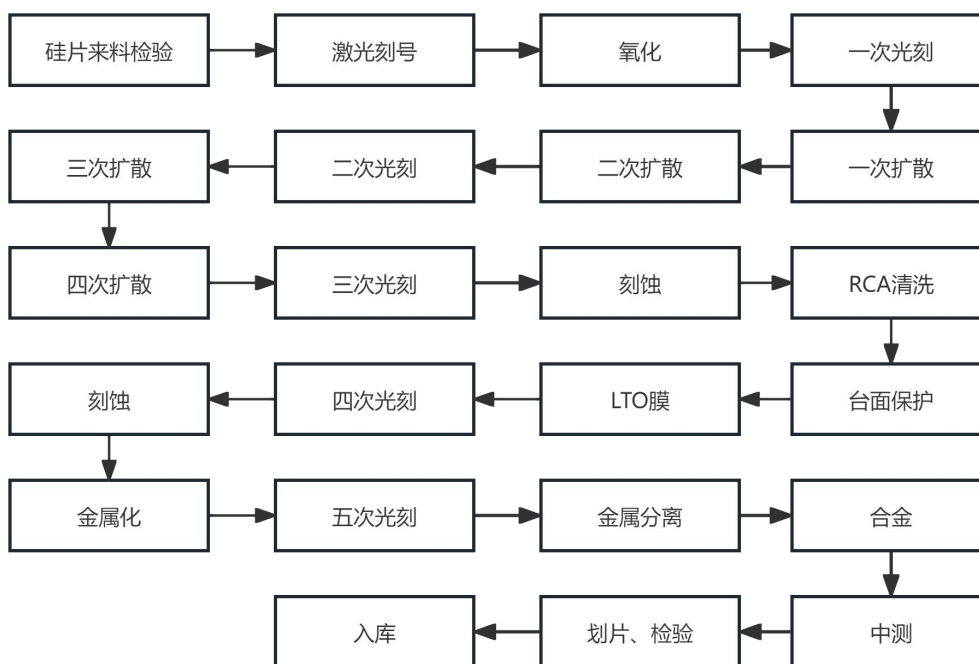 硅片来料检验
激光刻号
氧化
一次光刻
一次扩散
二次扩散
二次光刻
三次扩散
四次扩散
三次光刻
刻蚀
RCA清洗
台面保护
LTO膜
四次光刻
刻蚀
金属化
五次光刻
金属分离
合金
中测
划片、检验
入库